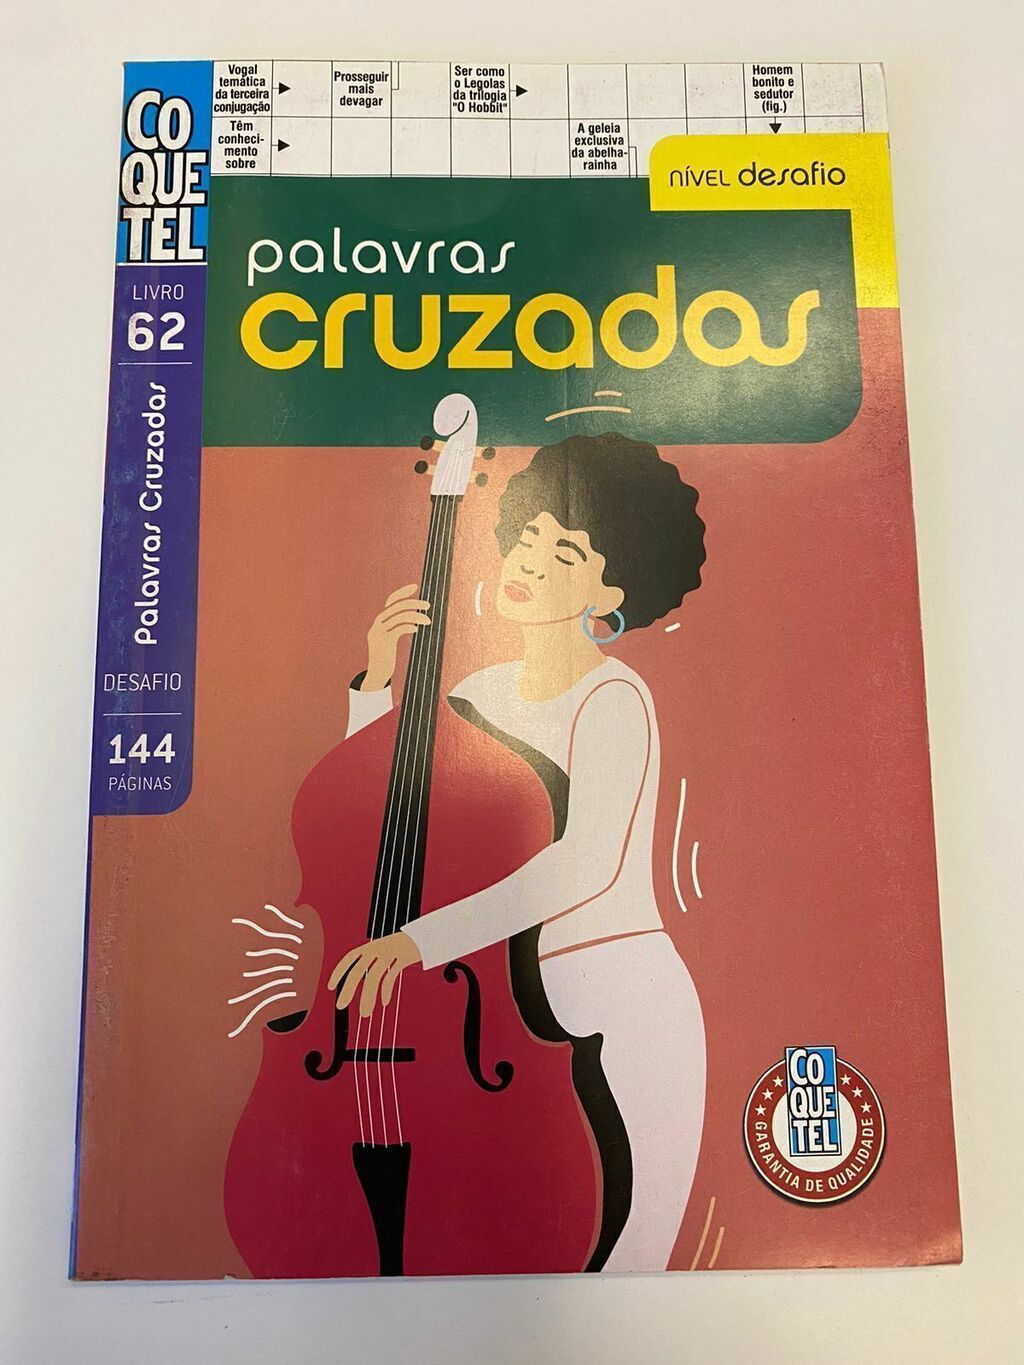 CO
QUE
TEL
Vogal
temática
da terceira
conjugação
Prosseguir
mais
devagar
Ser como
o Legolas
da trilogia
"O Hobbit"
Homem
bonito e
sedutor
(fig.)
Têm
conheci-
mento
sobre
A geleia
exclusiva
da abelha-
rainha
NÍVEL desafio
palavras
cruzadas
LIVRO
62
Palavras Cruzadas
DESAFIO
144
PÁGINAS
CO
QUE
TEL
GARANTIA DE QUALIDADE